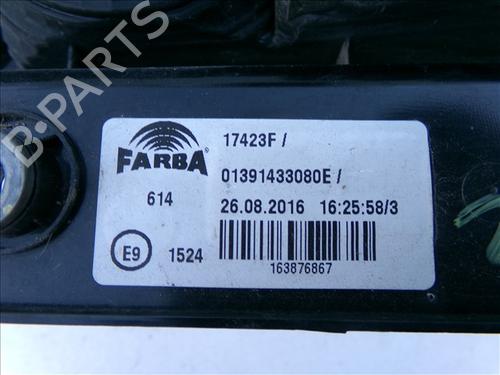 B-PARTS
FARBA®
17423F /
01391433080E /
614
26.08.2016 16:25:58/3
E9
1524
163876867